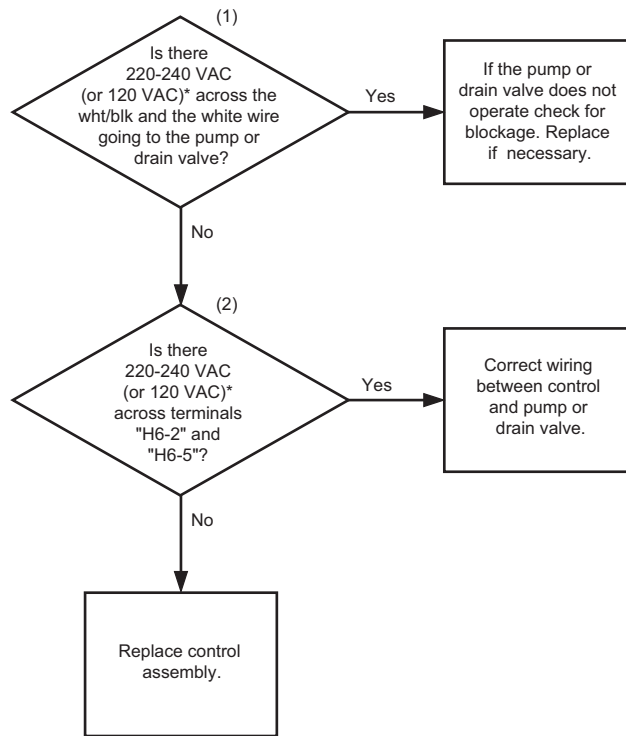 (1)
Is there
220-240 VAC
(or 120 VAC)* across the
wht/blk and the white wire
going to the pump or
drain valve?
Yes
If the pump or
drain valve does not
operate check for
blockage. Replace
if necessary.
No
(2)
Is there
220-240 VAC
(or 120 VAC)*
across terminals
"H6-2" and
"H6-5"?
Yes
Correct wiring
between control
and pump or
drain valve.
No
Replace control
assembly.